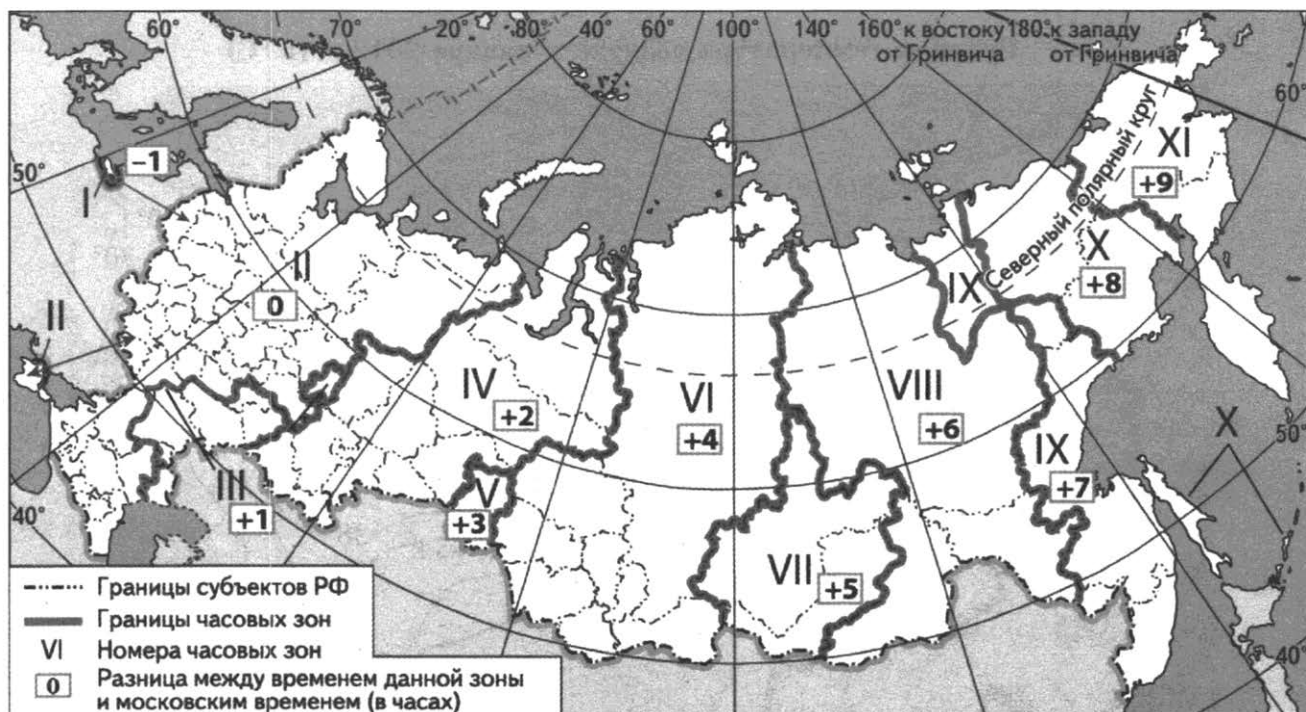 60° 70° 20° 40° 60° 80° 100° 120° 140° 160° к востоку 180° к западу
от Гринвича от Гринвича
60°
50°
–1
I
Северный полярный круг
XI
+9
II
0
IX
X
+8
II
IV
+2
VI
+4
VIII
+6
X
50°
IX
+7
III
+1
V
+3
40°
VII
+5
40°
Границы субъектов РФ
Границы часовых зон
VI Номера часовых зон
0 Разница между временем данной зоны
и московским временем (в часах)